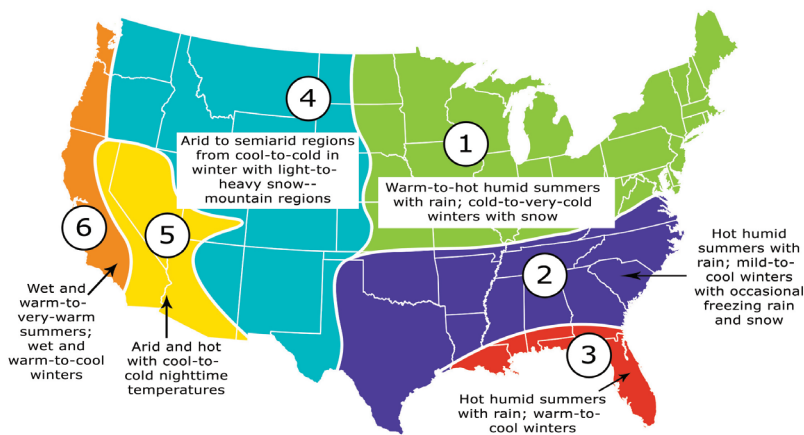 4
Arid to semiarid regions
from cool-to-cold in
winter with light-to-
heavy snow--
mountain regions
1
Warm-to-hot humid summers
with rain; cold-to-very-cold
winters with snow
6
5
2
Hot humid
summers with
rain; mild-to-
cool winters
with occasional
freezing rain
and snow
Wet and
warm-to-
very-warm
summers;
wet and
warm-to-cool
winters
Arid and hot
with cool-to-
cold nighttime
temperatures
3
Hot humid summers
with rain; warm-to-
cool winters